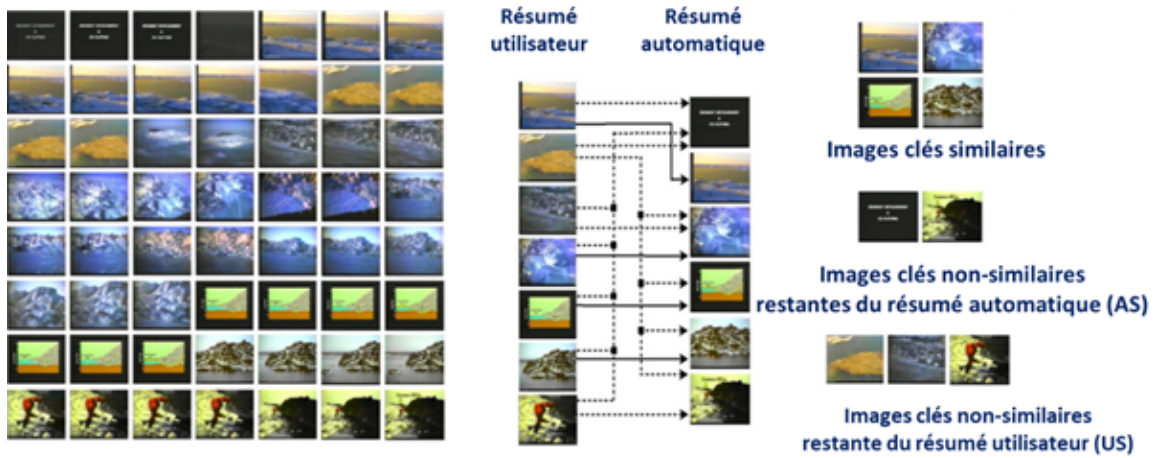 Résumé
utilisateur
Résumé
automatique
Images clés similaires
Images clés non-similaires
restantes du résumé automatique (AS)
Images clés non-similaires
restante du résumé utilisateur (US)